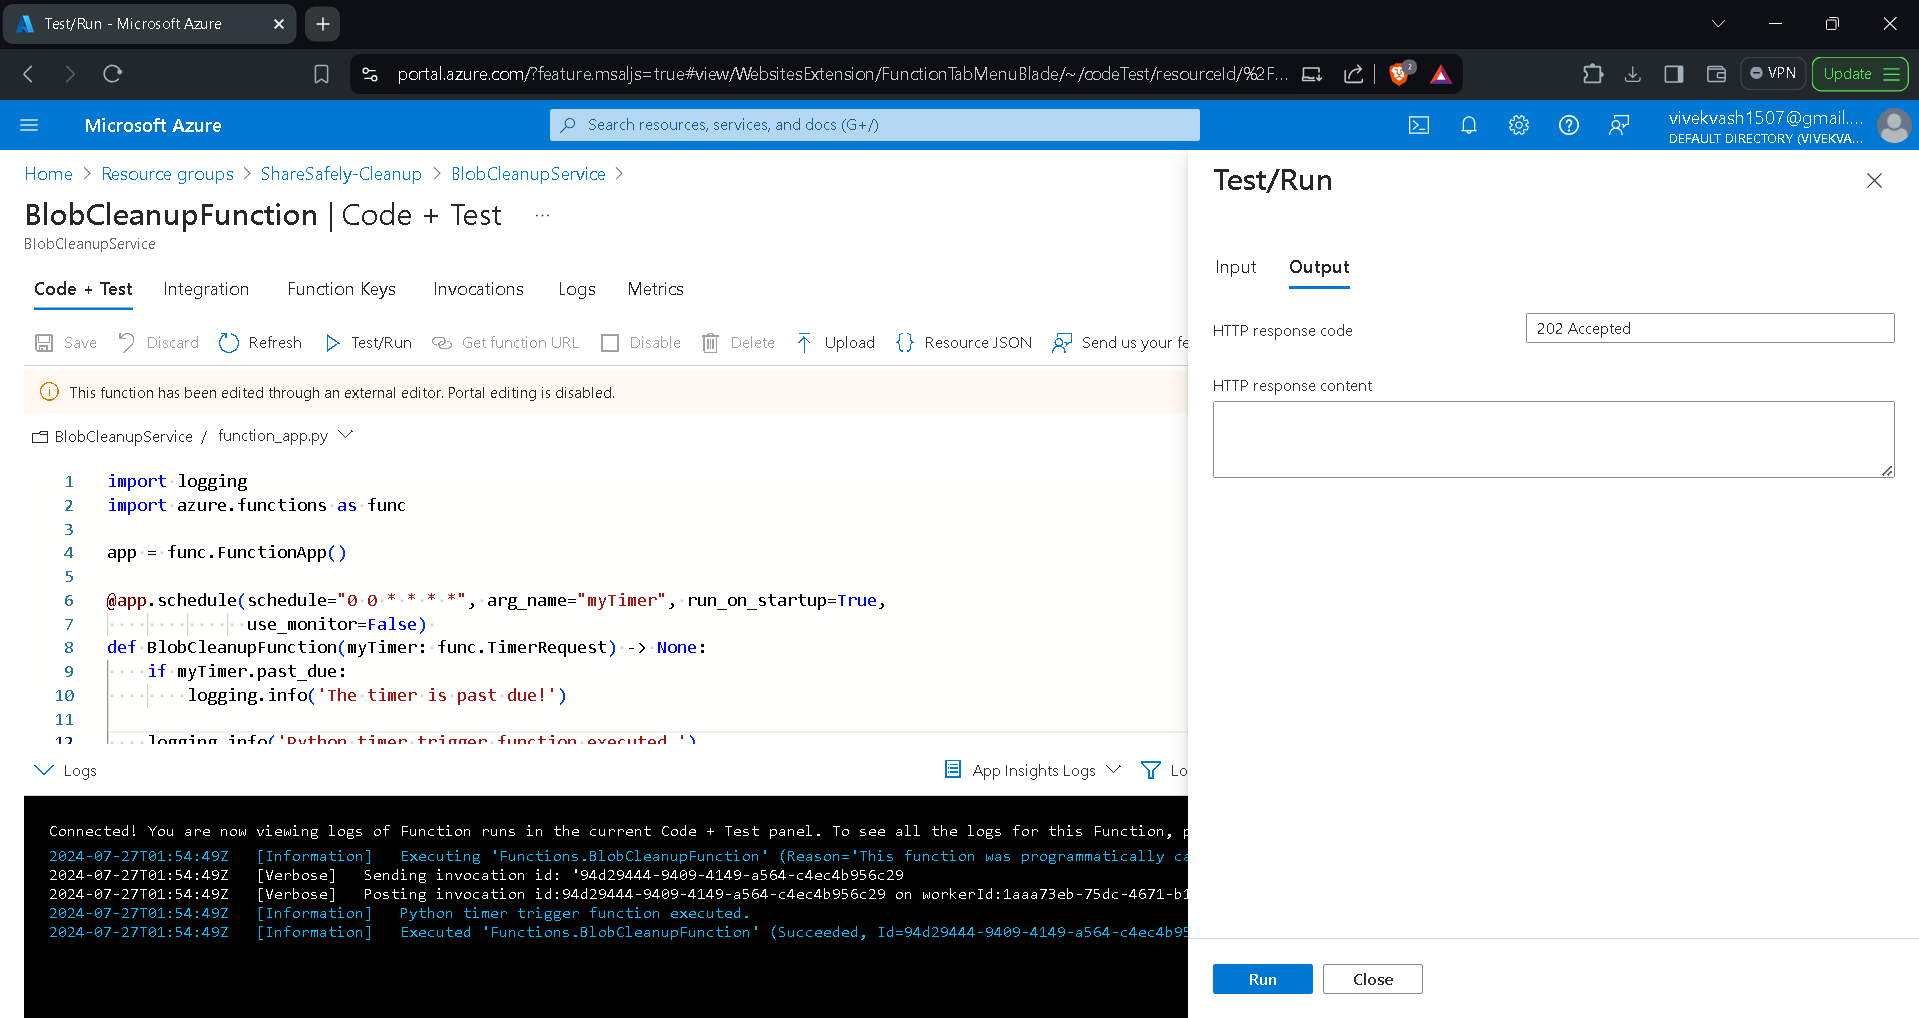 Test/Run - Microsoft Azure
portal.azure.com/?feature.msaljs=true#view/WebsitesExtension/FunctionTabMenuBlade/~/codeTest/resourceId/%2F...
2
VPN
Update
Microsoft Azure
Search resources, services, and docs (G+/)
vivekvash1507@gmail....
DEFAULT DIRECTORY (VIVEKVA...
Home > Resource groups > ShareSafely-Cleanup > BlobCleanupService >
BlobCleanupFunction | Code + Test ...
BlobCleanupService
Code + Test Integration Function Keys Invocations Logs Metrics
Save Discard Refresh Test/Run Get function URL Disable Delete Upload Resource JSON Send us your fe
This function has been edited through an external editor. Portal editing is disabled.
BlobCleanupService / function_app.py
1 import logging
2 import azure.functions as func
3
4 app = func.FunctionApp()
5
6 @app.schedule(schedule="0 0 * * * *", arg_name="myTimer", run_on_startup=True,
7 use_monitor=False)
8 def BlobCleanupFunction(myTimer: func.TimerRequest) -> None:
9 if myTimer.past_due:
10 logging.info('The timer is past due!')
11
12 logging.info('Python timer trigger function executed.')
Logs
App Insights Logs
Lo
Connected! You are now viewing logs of Function runs in the current Code + Test panel. To see all the logs for this Function, p
2024-07-27T01:54:49Z [Information] Executing 'Functions.BlobCleanupFunction' (Reason='This function was programmatically ca
2024-07-27T01:54:49Z [Verbose] Sending invocation id: '94d29444-9409-4149-a564-c4ec4b956c29
2024-07-27T01:54:49Z [Verbose] Posting invocation id:94d29444-9409-4149-a564-c4ec4b956c29 on workerId:1aaa73eb-75dc-4671-b1
2024-07-27T01:54:49Z [Information] Python timer trigger function executed.
2024-07-27T01:54:49Z [Information] Executed 'Functions.BlobCleanupFunction' (Succeeded, Id=94d29444-9409-4149-a564-c4ec4b95
Test/Run
Input Output
HTTP response code
202 Accepted
HTTP response content
Run Close